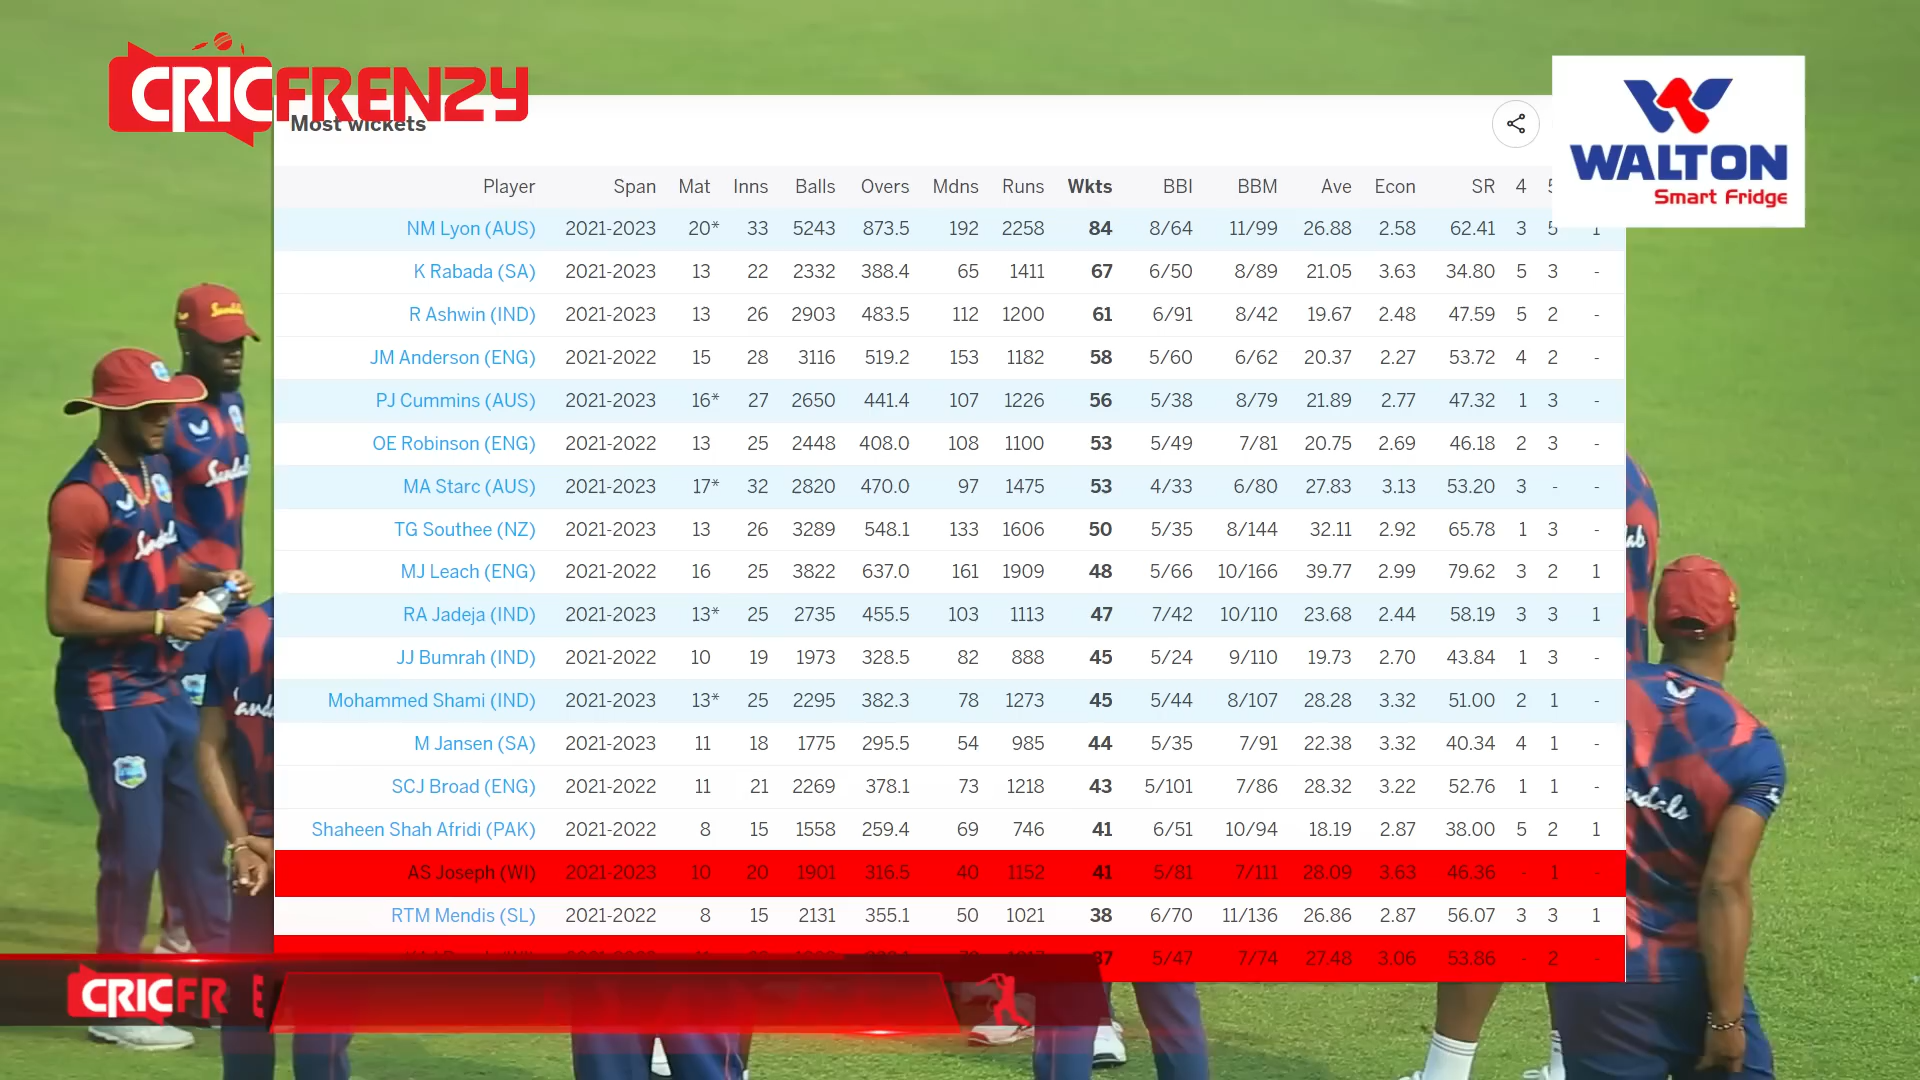 CRICFRENZY
Most wickets
WALTON
Smart Fridge
Player Span Mat Inns Balls Overs Mdns Runs Wkts BBI BBM Ave Econ SR 4
NM Lyon (AUS) 2021-2023 20* 33 5243 873.5 192 2258 84 8/64 11/99 26.88 2.58 62.41 3 5 1
K Rabada (SA) 2021-2023 13 22 2332 388.4 65 1411 67 6/50 8/89 21.05 3.63 34.80 5 3 -
R Ashwin (IND) 2021-2023 13 26 2903 483.5 112 1200 61 6/91 8/42 19.67 2.48 47.59 5 2 -
JM Anderson (ENG) 2021-2022 15 28 3116 519.2 153 1182 58 5/60 6/62 20.37 2.27 53.72 4 2 -
PJ Cummins (AUS) 2021-2023 16* 27 2650 441.4 107 1226 56 5/38 8/79 21.89 2.77 47.32 1 3 -
OE Robinson (ENG) 2021-2022 13 25 2448 408.0 108 1100 53 5/49 7/81 20.75 2.69 46.18 2 3 -
MA Starc (AUS) 2021-2023 17* 32 2820 470.0 97 1475 53 4/33 6/80 27.83 3.13 53.20 3 - -
TG Southee (NZ) 2021-2023 13 26 3289 548.1 133 1606 50 5/35 8/144 32.11 2.92 65.78 1 3 -
MJ Leach (ENG) 2021-2022 16 25 3822 637.0 161 1909 48 5/66 10/166 39.77 2.99 79.62 3 2 1
RA Jadeja (IND) 2021-2023 13* 25 2735 455.5 103 1113 47 7/42 10/110 23.68 2.44 58.19 3 3 1
JJ Bumrah (IND) 2021-2022 10 19 1973 328.5 82 888 45 5/24 9/110 19.73 2.70 43.84 1 3 -
Mohammed Shami (IND) 2021-2023 13* 25 2295 382.3 78 1273 45 5/44 8/107 28.28 3.32 51.00 2 1 -
M Jansen (SA) 2021-2023 11 18 1775 295.5 54 985 44 5/35 7/91 22.38 3.32 40.34 4 1 -
SCJ Broad (ENG) 2021-2022 11 21 2269 378.1 73 1218 43 5/101 7/86 28.32 3.22 52.76 1 1 -
Shaheen Shah Afridi (PAK) 2021-2022 8 15 1558 259.4 69 746 41 6/51 10/94 18.19 2.87 38.00 5 2 1
AS Joseph (WI) 2021-2023 10 20 1901 316.5 40 1152 41 5/81 7/111 28.09 3.63 46.36 - 1 -
RTM Mendis (SL) 2021-2022 8 15 2131 355.1 50 1021 38 6/70 11/136 26.86 2.87 56.07 3 3 1
37 5/47 7/74 27.48 3.06 53.86 - 2 -
CRICFR
Sandals
Sandals